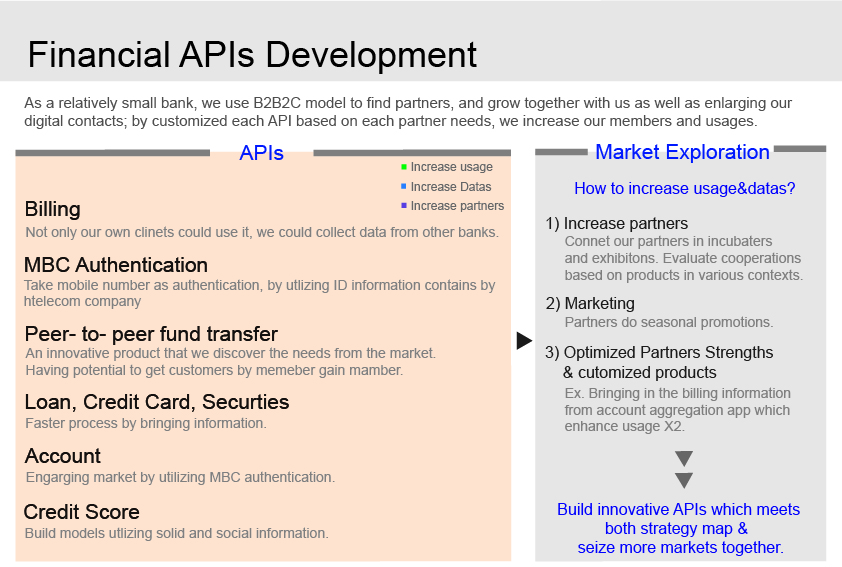 Financial APIs Development
As a relatively small bank, we use B2B2C model to find partners, and grow together with us as well as enlarging our
digital contacts; by customized each API based on each partner needs, we increase our members and usages.
APIs
Increase usage
Increase Datas
Increase partners
Billing
Not only our own clinets could use it, we could collect data from other banks.
MBC Authentication
Take mobile number as authentication, by utlizing ID information contains by
htelecom company
Peer- to- peer fund transfer
An innovative product that we discover the needs from the market.
Having potential to get customers by memeber gain mamber.
Loan, Credit Card, Securties
Faster process by bringing information.
Account
Engarging market by utilizing MBC authentication.
Credit Score
Build models utlizing solid and social information.
Market Exploration
How to increase usage&datas?
1) Increase partners
Connet our partners in incubaters
and exhibitons. Evaluate cooperations
based on products in various contexts.
2) Marketing
Partners do seasonal promotions.
3) Optimized Partners Strengths
& cutomized products
Ex. Bringing in the billing information
from account aggregation app which
enhance usage X2.
Build innovative APIs which meets
both strategy map &
seize more markets together.